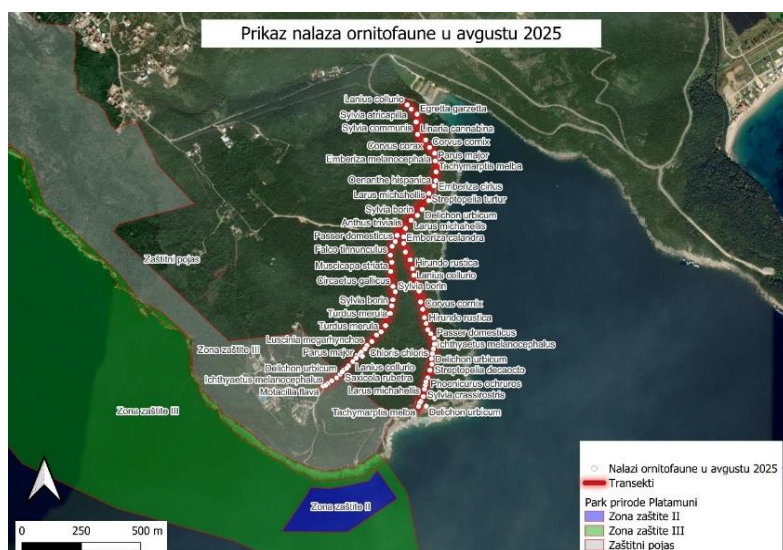 Prikaz nalaza ornitofaune u avgustu 2025
Lanius collurio
Egretta garzetta
Sylvia atricapilla
Sylvia communis
Linaria cannabina
Corvus corax
Corvus cornix
Emberiza melanocephala
Parus major
Tachymarptis melba
Oenanthe hispanica
Emberiza cirlus
Larus michahellis
Streptopelia turtur
Sylvia borin
Delichon urbicum
Anthus trivialis
Larus michahellis
Passer domesticus
Emberiza calandra
Falco tinnunculus
Muscicapa striata
Hirundo rustica
Lanius collurio
Circaetus gallicus
Sylvia borin
Sylvia borin
Corvus cornix
Turdus merula
Hirundo rustica
Turdus merula
Passer domesticus
Luscinia megarhynchos
Ichthyaetus melanocephalus
Parus major
Chloris chloris
Delichon urbicum
Delichon urbicum
Lanius collurio
Streptopelia decaocto
Ichthyaetus melanocephalus
Saxicola rubetra
Phoenicurus ochruros
Motacilla flava
Larus michahellis
Sylvia crassirostris
Tachymarptis melba
Delichon urbicum
Zaštitni pojas
Zona zaštite III
Zona zaštite III
Zona zaštite II
0 250 500 m
Nalazi ornitofaune u avgustu 2025
Transekti
Park prirode Platamuni
Zona zaštite II
Zona zaštite III
Zaštitni pojas